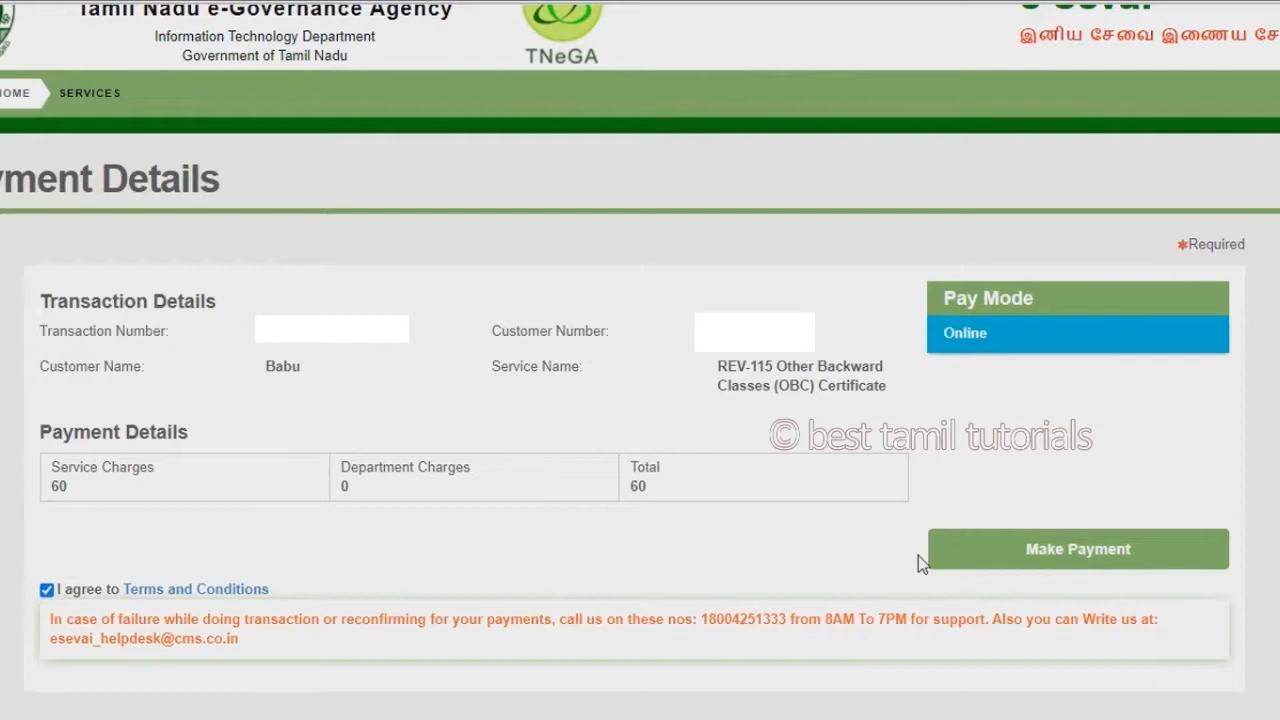 Tamil Nadu e-Governance Agency
Information Technology Department
Government of Tamil Nadu
TNeGA
இனிய சேவை இணைய
HOME
SERVICES
yment Details
*Required
Transaction Details
Transaction Number:
Customer Number:
Customer Name:
Babu
Service Name:
REV-115 Other Backward
Classes (OBC) Certificate
Pay Mode
Online
Payment Details
© best tamil tutorials
Service Charges
60
Department Charges
0
Total
60
Make Payment
I agree to Terms and Conditions
In case of failure while doing transaction or reconfirming for your payments, call us on these nos: 18004251333 from 8AM To 7PM for support. Also you can Write us at:
esevai_helpdesk@cms.co.in